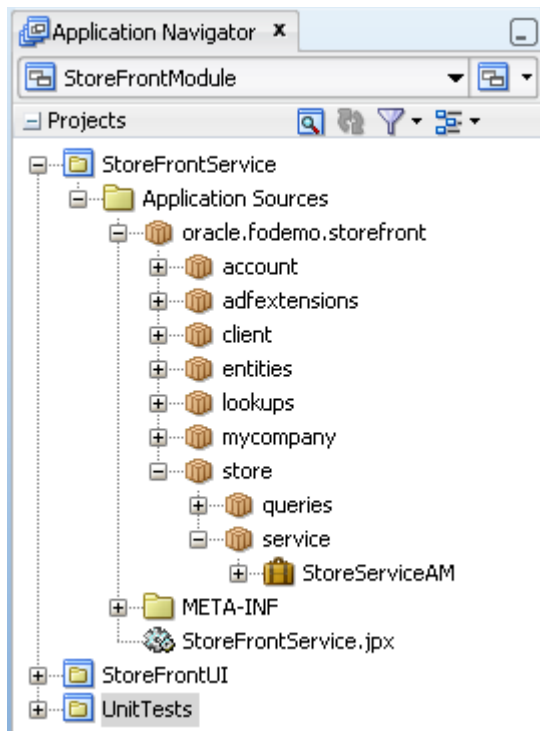 Application Navigator
StoreFrontModule
Projects
StoreFrontService
Application Sources
oracle.fodemo.storefront
account
adfextensions
client
entities
lookups
mycompany
store
queries
service
StoreServiceAM
META-INF
StoreFrontService.jpx
StoreFrontUI
UnitTests